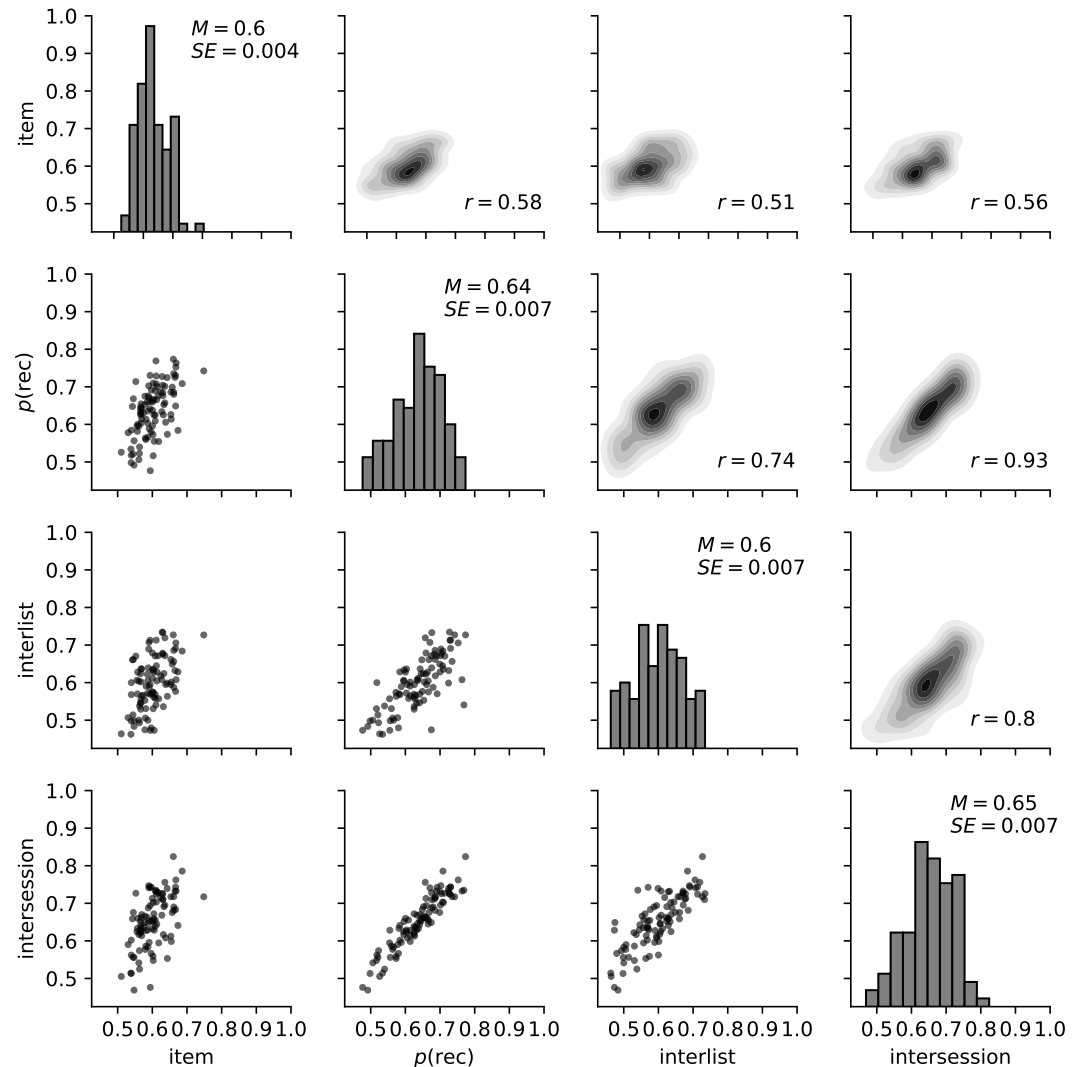 1.0
0.9
0.8
0.7
0.6
0.5
item
M = 0.6
SE = 0.004
r = 0.58
r = 0.51
r = 0.56
1.0
0.9
0.8
0.7
0.6
0.5
p(rec)
M = 0.64
SE = 0.007
r = 0.74
r = 0.93
1.0
0.9
0.8
0.7
0.6
0.5
interlist
M = 0.6
SE = 0.007
r = 0.8
1.0
0.9
0.8
0.7
0.6
0.5
intersession
M = 0.65
SE = 0.007
0.5 0.6 0.7 0.8 0.9 1.0
0.5 0.6 0.7 0.8 0.9 1.0
0.5 0.6 0.7 0.8 0.9 1.0
0.5 0.6 0.7 0.8 0.9 1.0
item
p(rec)
interlist
intersession